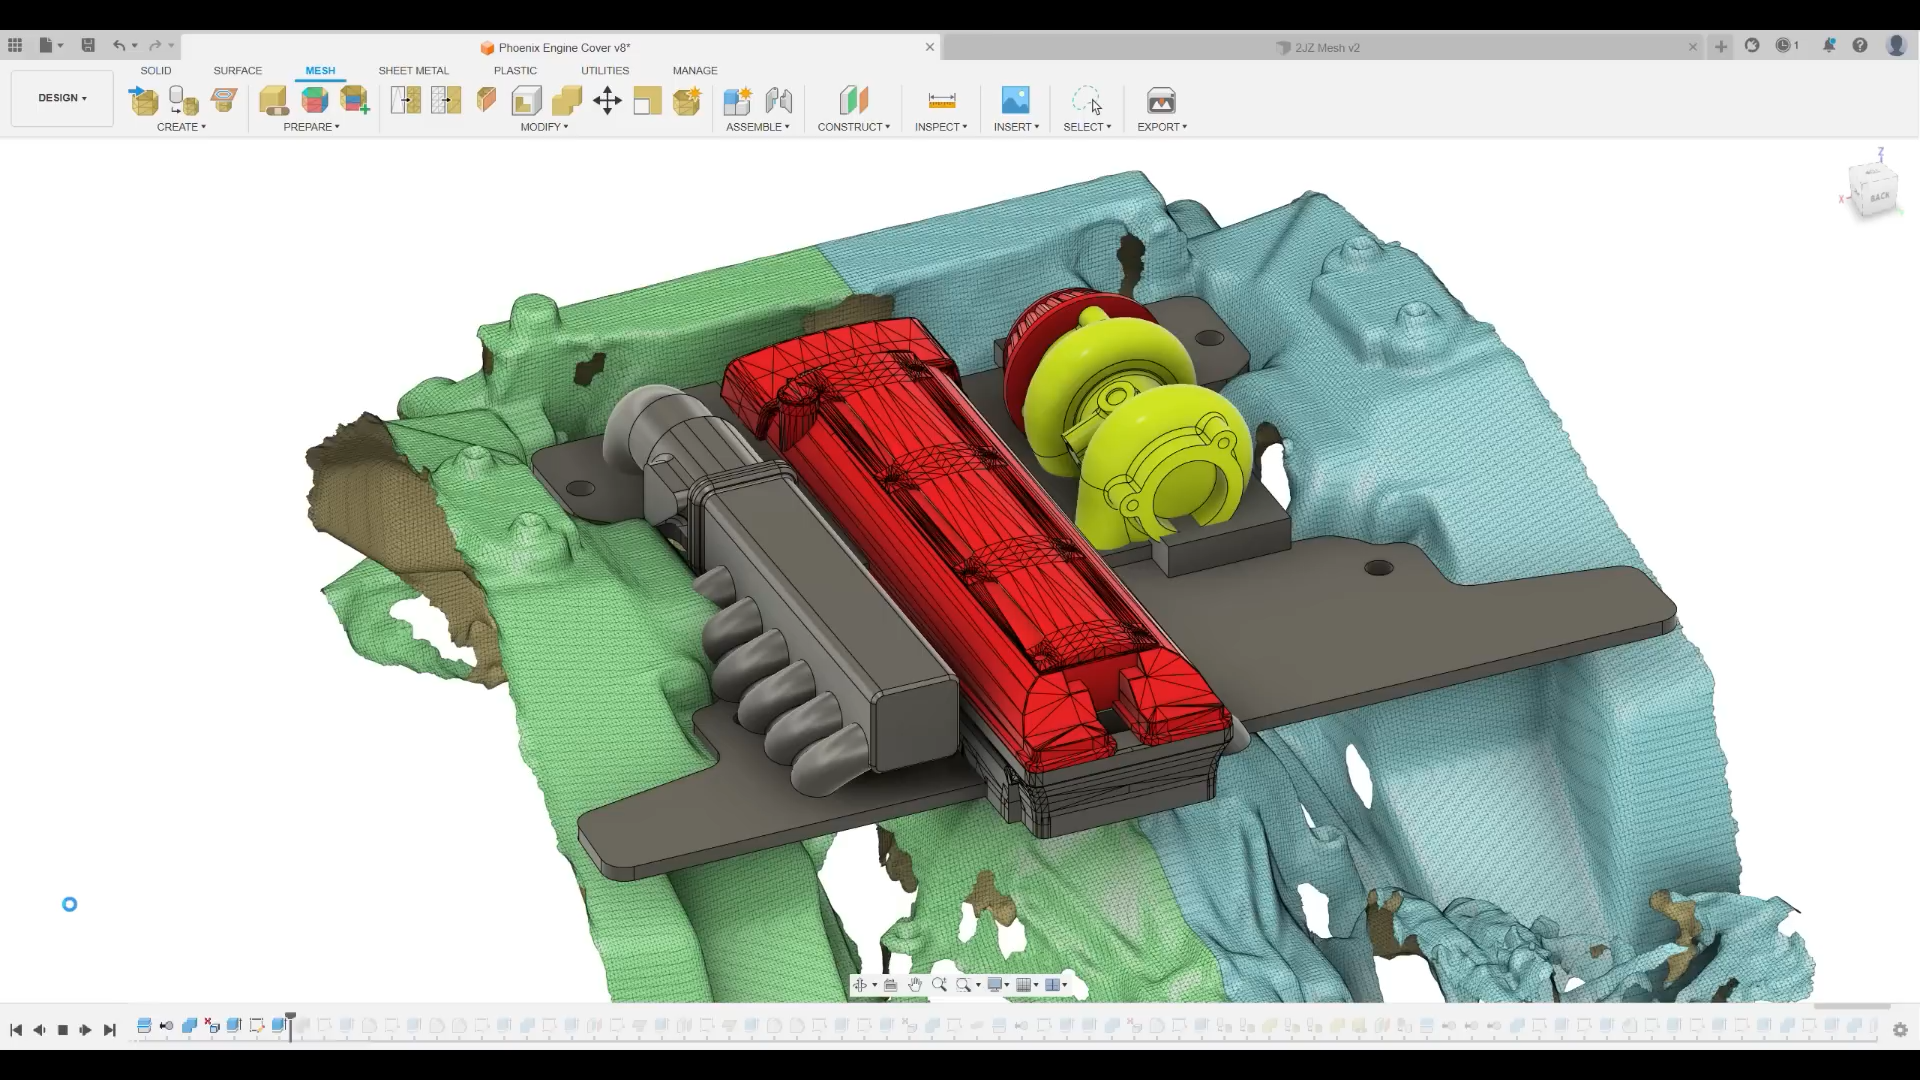 Phoenix Engine Cover v8*
2JZ Mesh v2
1
DESIGN
SOLID
SURFACE
MESH
SHEET METAL
PLASTIC
UTILITIES
MANAGE
CREATE
PREPARE
MODIFY
ASSEMBLE
CONSTRUCT
INSPECT
INSERT
SELECT
EXPORT
Z
X
BACK